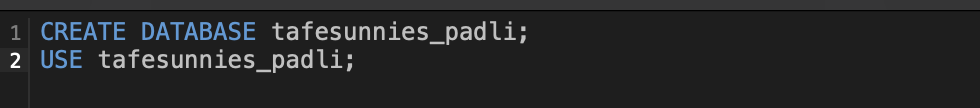 1 CREATE DATABASE tafesunnies_padli;
2 USE tafesunnies_padli;